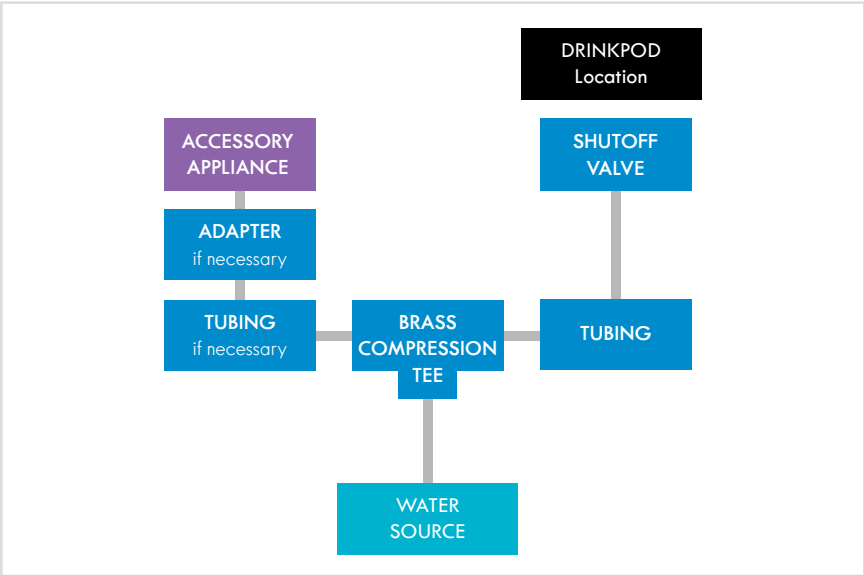 DRINKPOD
Location
ACCESSORY
APPLIANCE
SHUTOFF
VALVE
ADAPTER
if necessary
TUBING
if necessary
BRASS
COMPRESSION
TEE
TUBING
WATER
SOURCE